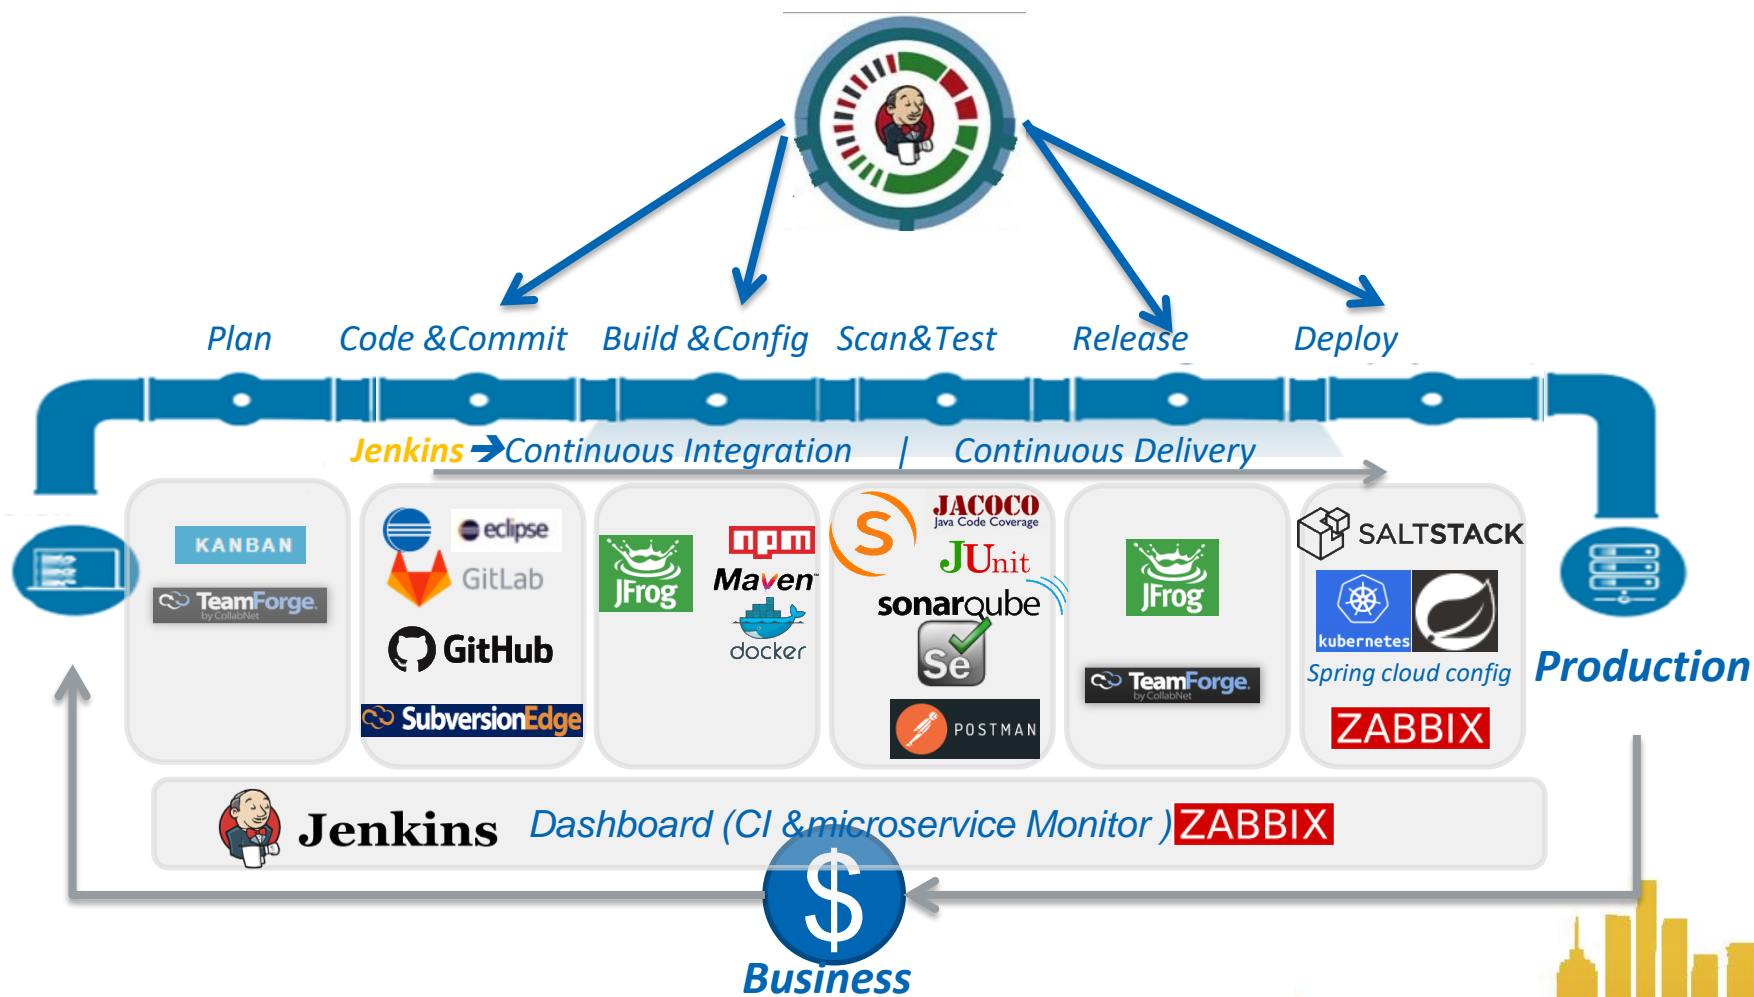 Plan
Code &Commit
Build &Config
Scan&Test
Release
Deploy
Jenkins➔Continuous Integration | Continuous Delivery
KANBAN
TeamForge.
by CollabNet
eclipse
GitLab
GitHub
SubversionEdge
JFrog
npm
Maven™
docker
S
JACOCO
Java Code Coverage
JUnit
sonarqube
Se
POSTMAN
JFrog
TeamForge.
by CollabNet
SALTSTACK
kubernetes
Spring cloud config
ZABBIX
Production
Jenkins Dashboard (CI &microservice Monitor ) ZABBIX
$
Business